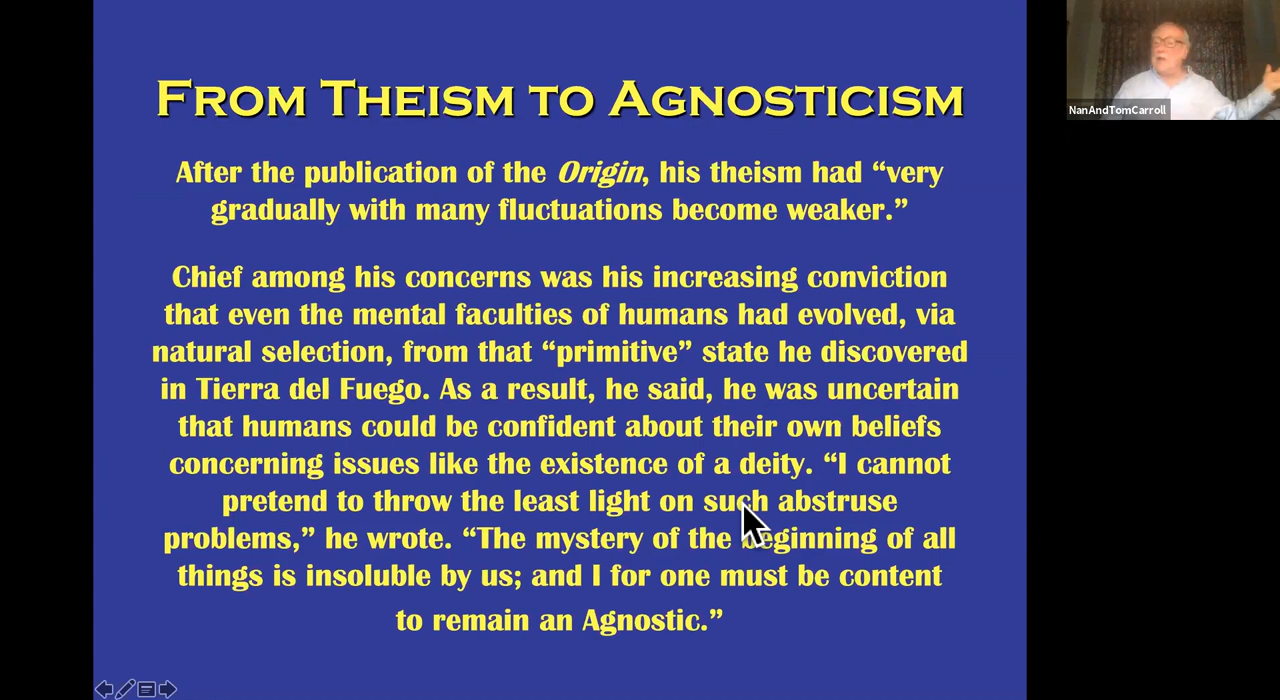 FROM THEISM TO AGNOSTICISM
After the publication of the Origin, his theism had “very
gradually with many fluctuations become weaker.”
Chief among his concerns was his increasing conviction
that even the mental faculties of humans had evolved, via
natural selection, from that “primitive” state he discovered
in Tierra del Fuego. As a result, he said, he was uncertain
that humans could be confident about their own beliefs
concerning issues like the existence of a deity. “I cannot
pretend to throw the least light on such abstruse
problems,” he wrote. “The mystery of the beginning of all
things is insoluble by us; and I for one must be content
to remain an Agnostic.”
NanAndTomCarroll